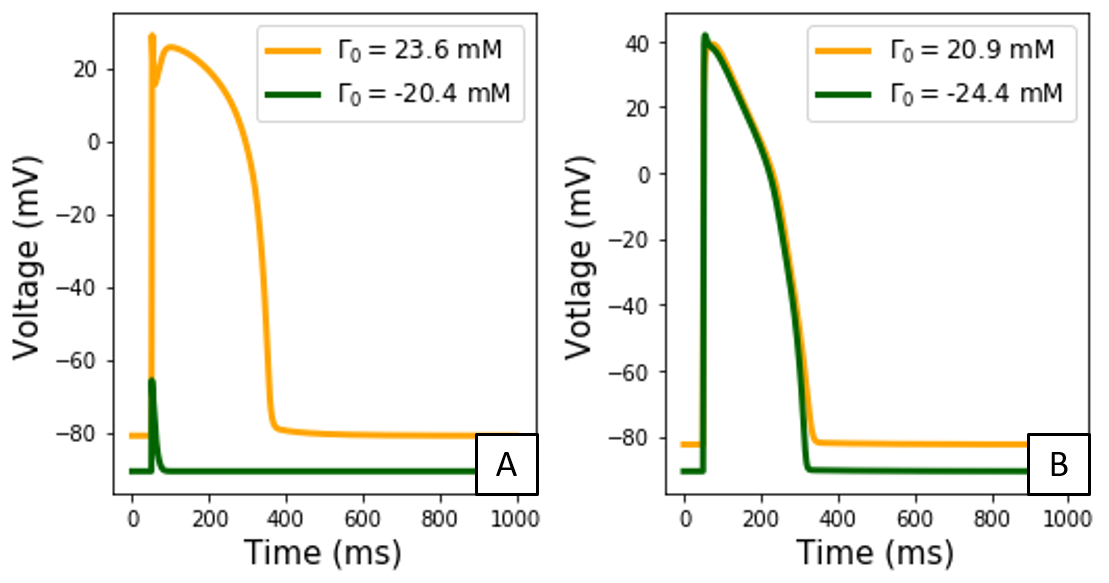 Γ₀ = 23.6 mM
Γ₀ = -20.4 mM
Voltage (mV)
20
0
−20
−40
−60
−80
0 200 400 600 800 1000
Time (ms)
A
Γ₀ = 20.9 mM
Γ₀ = -24.4 mM
Votlage (mV)
40
20
0
−20
−40
−60
−80
0 200 400 600 800 1000
Time (ms)
B